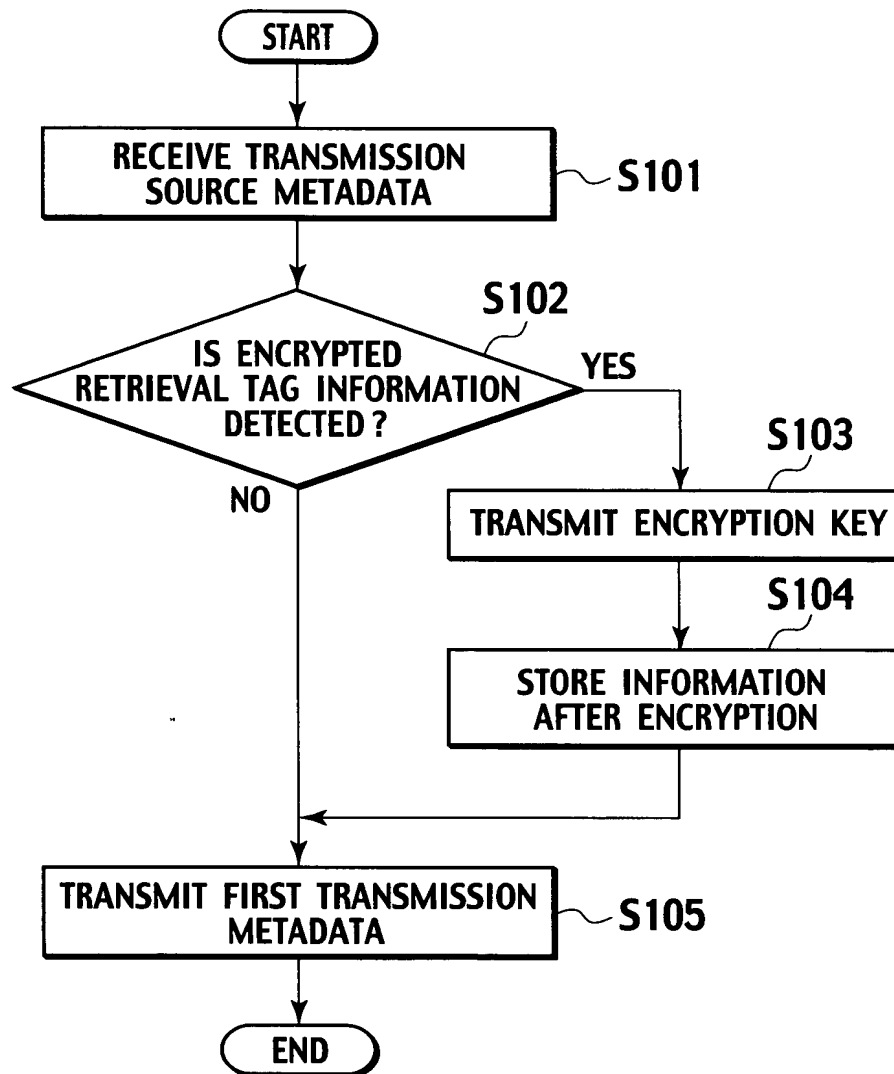 START
RECEIVE TRANSMISSION
SOURCE METADATA
S101
S102
IS ENCRYPTED
RETRIEVAL TAG INFORMATION
DETECTED ?
YES
NO
S103
TRANSMIT ENCRYPTION KEY
S104
STORE INFORMATION
AFTER ENCRYPTION
TRANSMIT FIRST TRANSMISSION
METADATA
S105
END